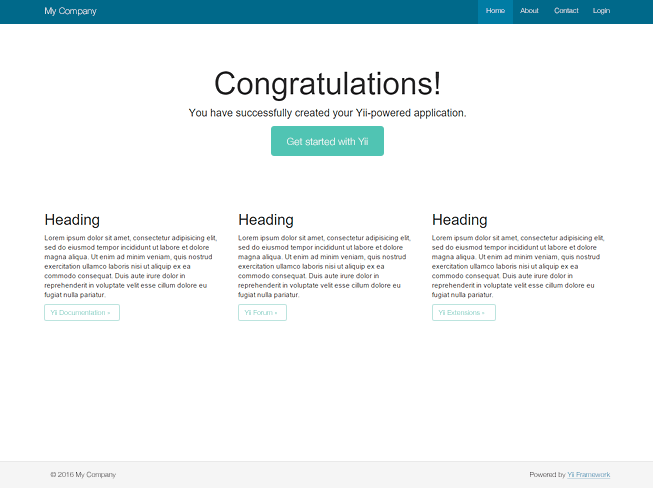 My Company
Home About Contact Login
Congratulations!
You have successfully created your Yii-powered application.
Get started with Yii
Heading
Lorem ipsum dolor sit amet, consectetur adipisicing elit,
sed do eiusmod tempor incididunt ut labore et dolore
magna aliqua. Ut enim ad minim veniam, quis nostrud
exercitation ullamco laboris nisi ut aliquip ex ea
commodo consequat. Duis aute irure dolor in
reprehenderit in voluptate velit esse cillum dolore eu
fugiat nulla pariatur.
Yii Documentation »
Heading
Lorem ipsum dolor sit amet, consectetur adipisicing elit,
sed do eiusmod tempor incididunt ut labore et dolore
magna aliqua. Ut enim ad minim veniam, quis nostrud
exercitation ullamco laboris nisi ut aliquip ex ea
commodo consequat. Duis aute irure dolor in
reprehenderit in voluptate velit esse cillum dolore eu
fugiat nulla pariatur.
Yii Forum »
Heading
Lorem ipsum dolor sit amet, consectetur adipisicing elit,
sed do eiusmod tempor incididunt ut labore et dolore
magna aliqua. Ut enim ad minim veniam, quis nostrud
exercitation ullamco laboris nisi ut aliquip ex ea
commodo consequat. Duis aute irure dolor in
reprehenderit in voluptate velit esse cillum dolore eu
fugiat nulla pariatur.
Yii Extensions »
© 2016 My Company
Powered by Yii Framework